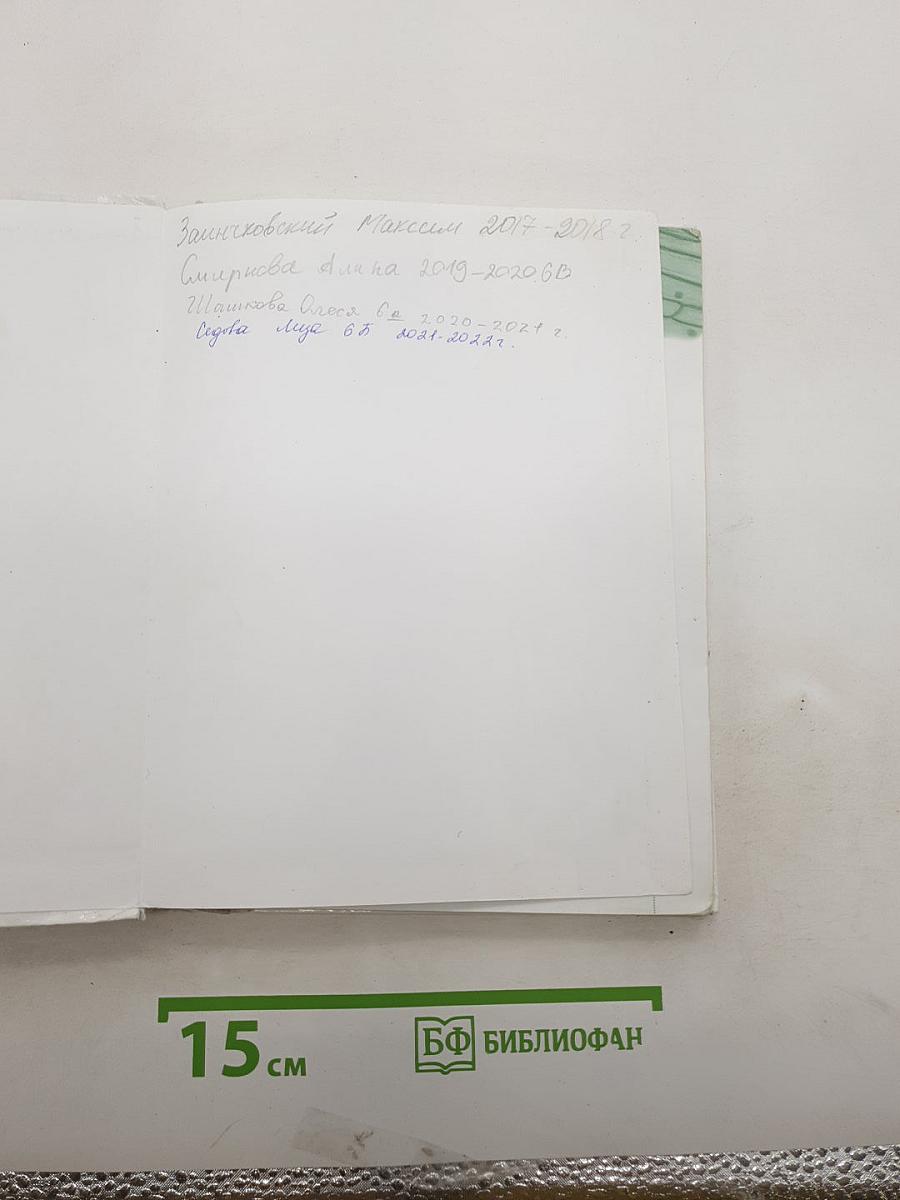 Заинчковский Максим 2017-2018 г.
Смирнова Алина 2019-2020 6В
Шашкова Олеся 6а 2020-2021 г.
Седова Лиза 6 Б 2021-2022 г.
15 см
БФ БИБЛИОФАН